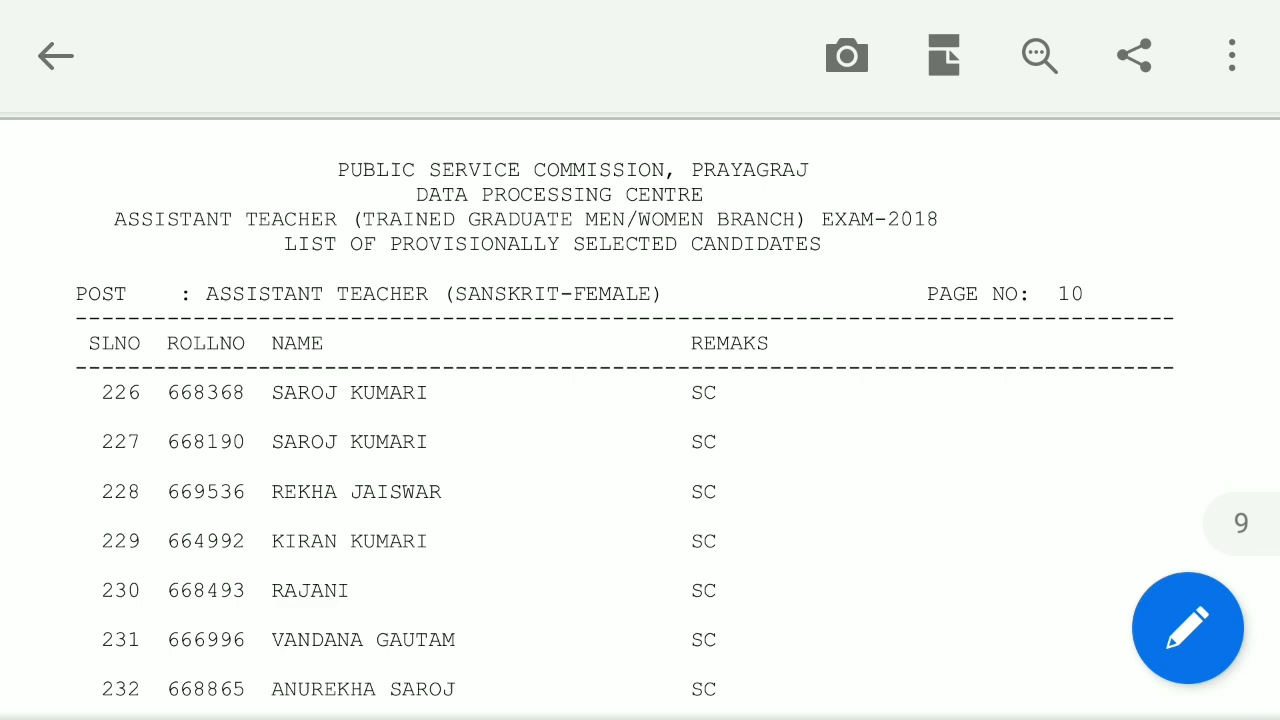 PUBLIC SERVICE COMMISSION, PRAYAGRAJ
DATA PROCESSING CENTRE
ASSISTANT TEACHER (TRAINED GRADUATE MEN/WOMEN BRANCH) EXAM-2018
LIST OF PROVISIONALLY SELECTED CANDIDATES
POST : ASSISTANT TEACHER (SANSKRIT-FEMALE) PAGE NO: 10
------------------------------------------------------------------------------------
SLNO ROLLNO NAME REMAKS
------------------------------------------------------------------------------------
226 668368 SAROJ KUMARI SC
227 668190 SAROJ KUMARI SC
228 669536 REKHA JAISWAR SC
9
229 664992 KIRAN KUMARI SC
230 668493 RAJANI SC
231 666996 VANDANA GAUTAM SC
232 668865 ANUREKHA SAROJ SC